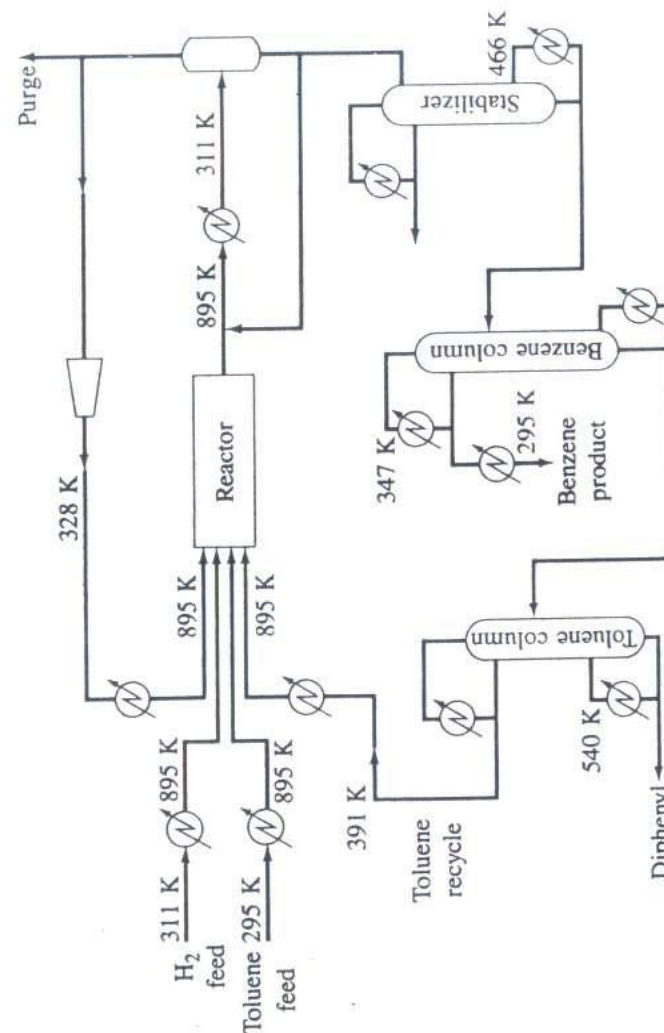 Purge
328 K
895 K
311 K
Reactor
895 K
895 K
895 K
895 K
311 K
H2
feed
295 K
Toluene
feed
391 K
Toluene
recycle
Stabilizer
466 K
Benzene column
347 K
295 K
Benzene
product
Toluene column
540 K
Diphenyl